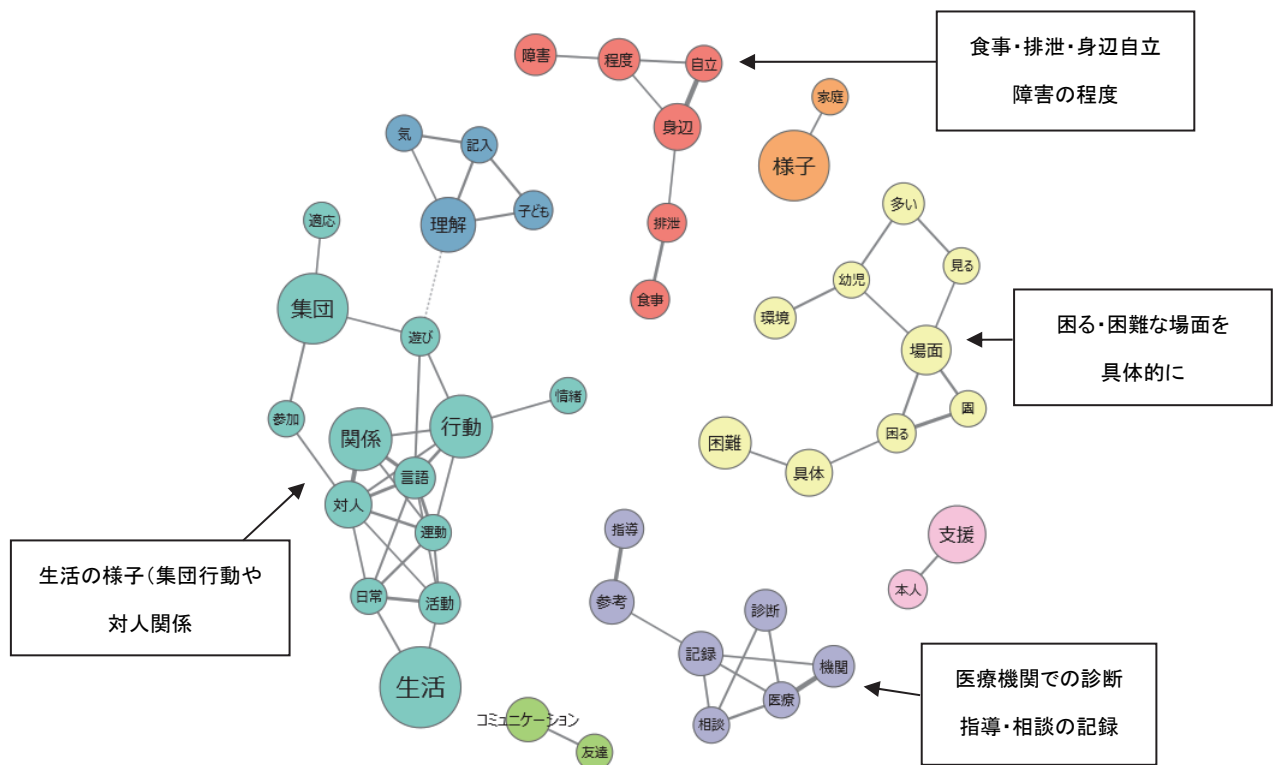 障害
程度
自立
身辺
排泄
食事
食事・排泄・身辺自立
障害の程度
家庭
様子
気
記入
理解
子ども
適応
集団
遊び
参加
関係
行動
情緒
言語
対人
運動
日常
活動
生活
生活の様子(集団行動や
対人関係
多い
見る
幼児
環境
場面
園
困る
困難
具体
困る・困難な場面を
具体的に
支援
本人
指導
参考
診断
記録
機関
医療
相談
医療機関での診断
指導・相談の記録
コミュニケーション
友達